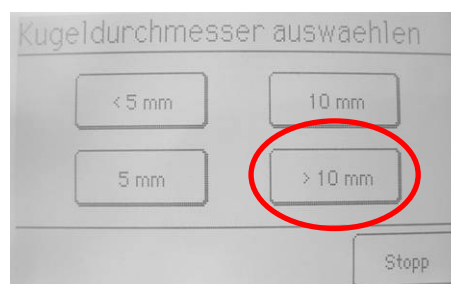 Kugeldurchmesser auswaehlen
< 5 mm
10 mm
5 mm
> 10 mm
Stopp